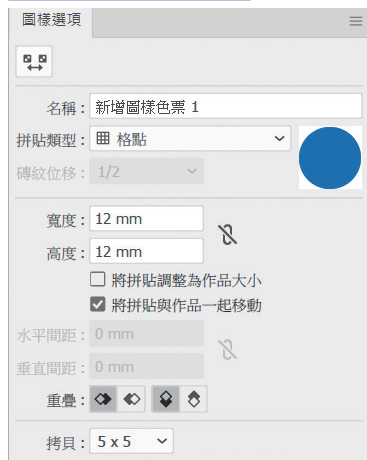 圖樣選項
名稱：新增圖樣色票 1
拼貼類型：格點
磚紋位移：1/2
寬度：12 mm
高度：12 mm
將拼貼調整為作品大小
將拼貼與作品一起移動
水平間距：0 mm
垂直間距：0 mm
重疊：
拷貝：5 x 5